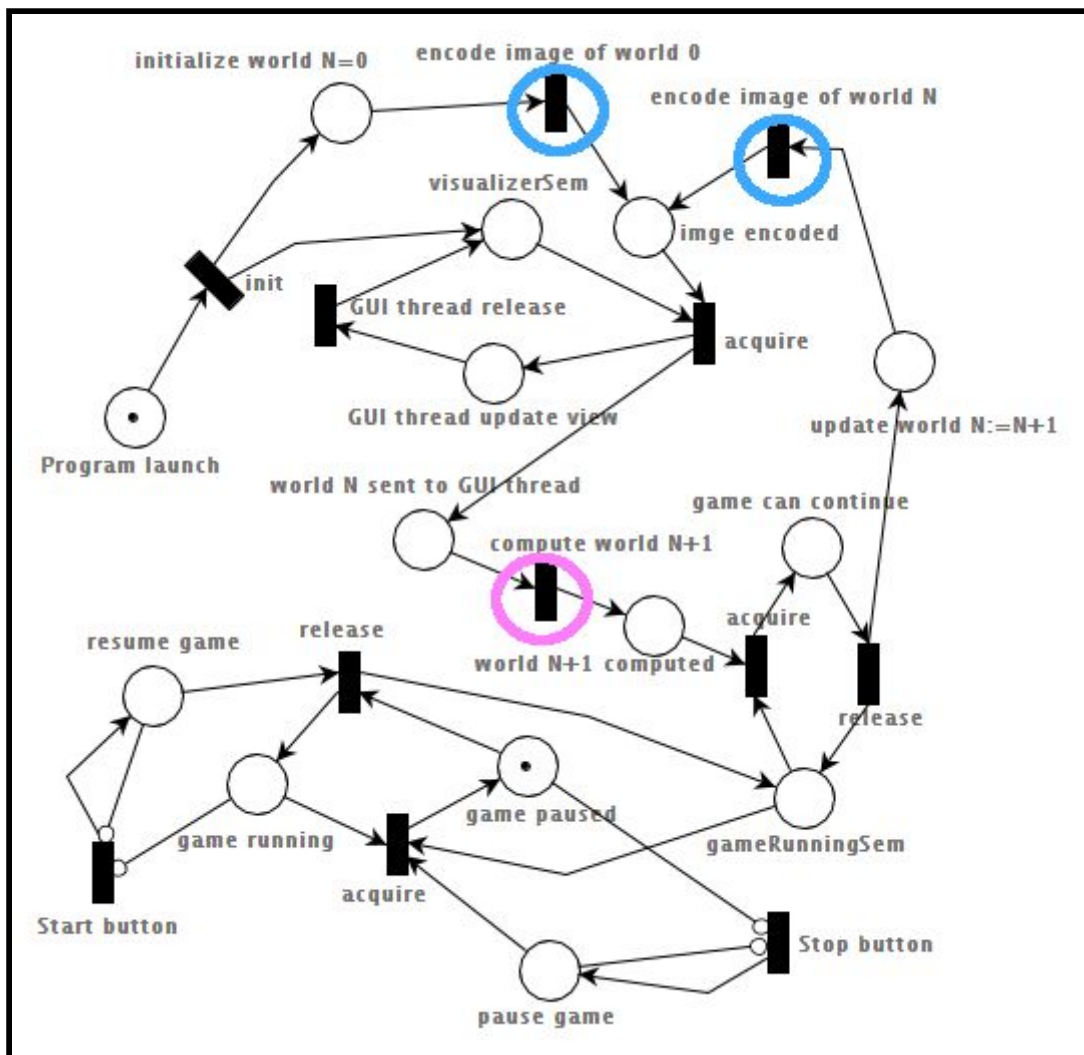 encode image of world 0
initialize world N=0
encode image of world N
visualizerSem
imge encoded
init
GUI thread release
acquire
GUI thread update view
update world N:=N+1
Program launch
world N sent to GUI thread
game can continue
compute world N+1
acquire
release
resume game
world N+1 computed
release
game running
game paused
gameRunningSem
acquire
Start button
Stop button
pause game